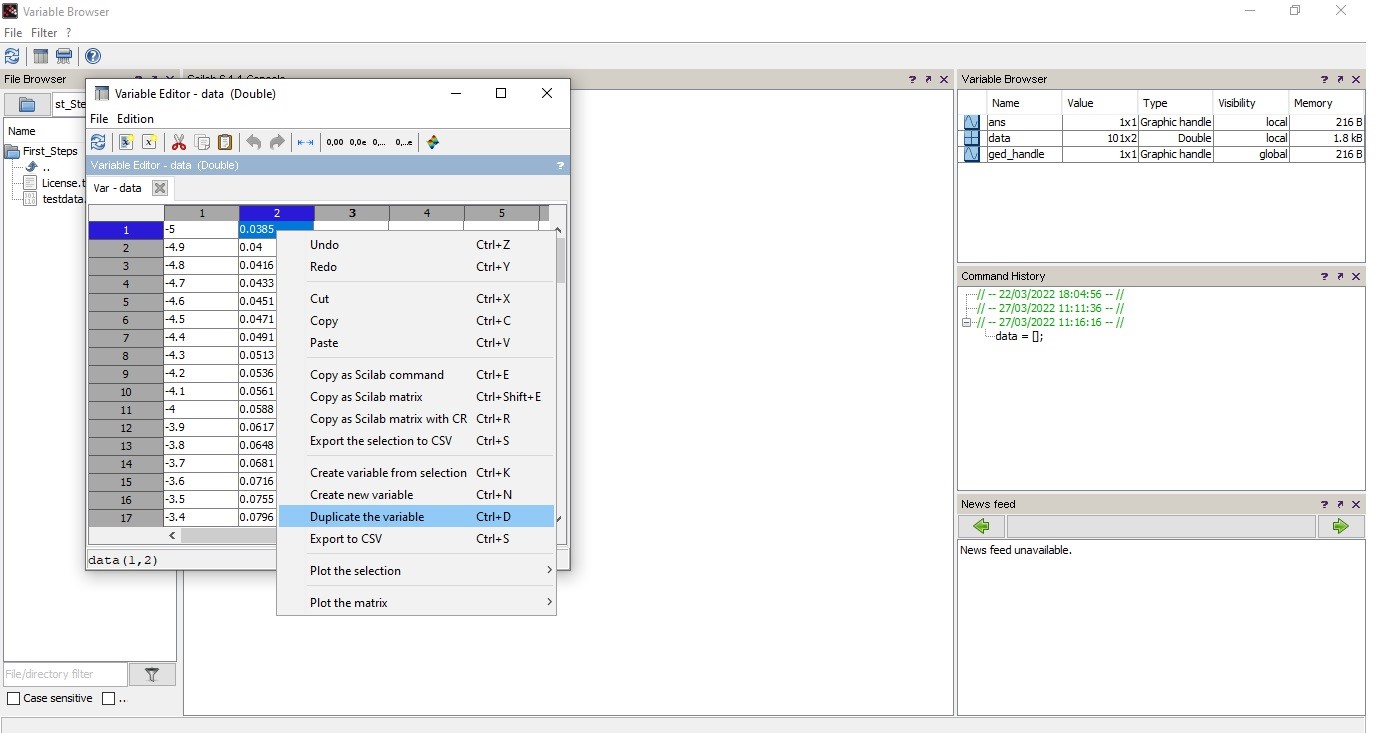 Variable Browser
File Filter ?
File Browser ? ↗ X
st_Ste
Name
First_Steps
..
License.t
testdata.
File/directory filter
Case sensitive ...
Scilab 6.1.1 Console ? X
Variable Editor - data (Double)
File Edition
0,00 0,0e 0,... 0,...e
Variable Editor - data (Double) ?
Var - data
1 2 3 4 5
1 -5 0.0385
2 -4.9 0.04
3 -4.8 0.0416
4 -4.7 0.0433
5 -4.6 0.0451
6 -4.5 0.0471
7 -4.4 0.0491
8 -4.3 0.0513
9 -4.2 0.0536
10 -4.1 0.0561
11 -4 0.0588
12 -3.9 0.0617
13 -3.8 0.0648
14 -3.7 0.0681
15 -3.6 0.0716
16 -3.5 0.0755
17 -3.4 0.0796
data(1,2)
Undo Ctrl+Z
Redo Ctrl+Y
Cut Ctrl+X
Copy Ctrl+C
Paste Ctrl+V
Copy as Scilab command Ctrl+E
Copy as Scilab matrix Ctrl+Shift+E
Copy as Scilab matrix with CR Ctrl+R
Export the selection to CSV Ctrl+S
Create variable from selection Ctrl+K
Create new variable Ctrl+N
Duplicate the variable Ctrl+D
Export to CSV Ctrl+S
Plot the selection >
Plot the matrix >
Variable Browser ? X
Name Value Type Visibility Memory
ans 1x1 Graphic handle local 216 B
data 101x2 Double local 1.8 kB
ged_handle 1x1 Graphic handle global 216 B
Command History ? X
// -- 22/03/2022 18:04:56 -- //
// -- 27/03/2022 11:11:36 -- //
// -- 27/03/2022 11:16:16 -- //
data = [];
News feed ? X
News feed unavailable.